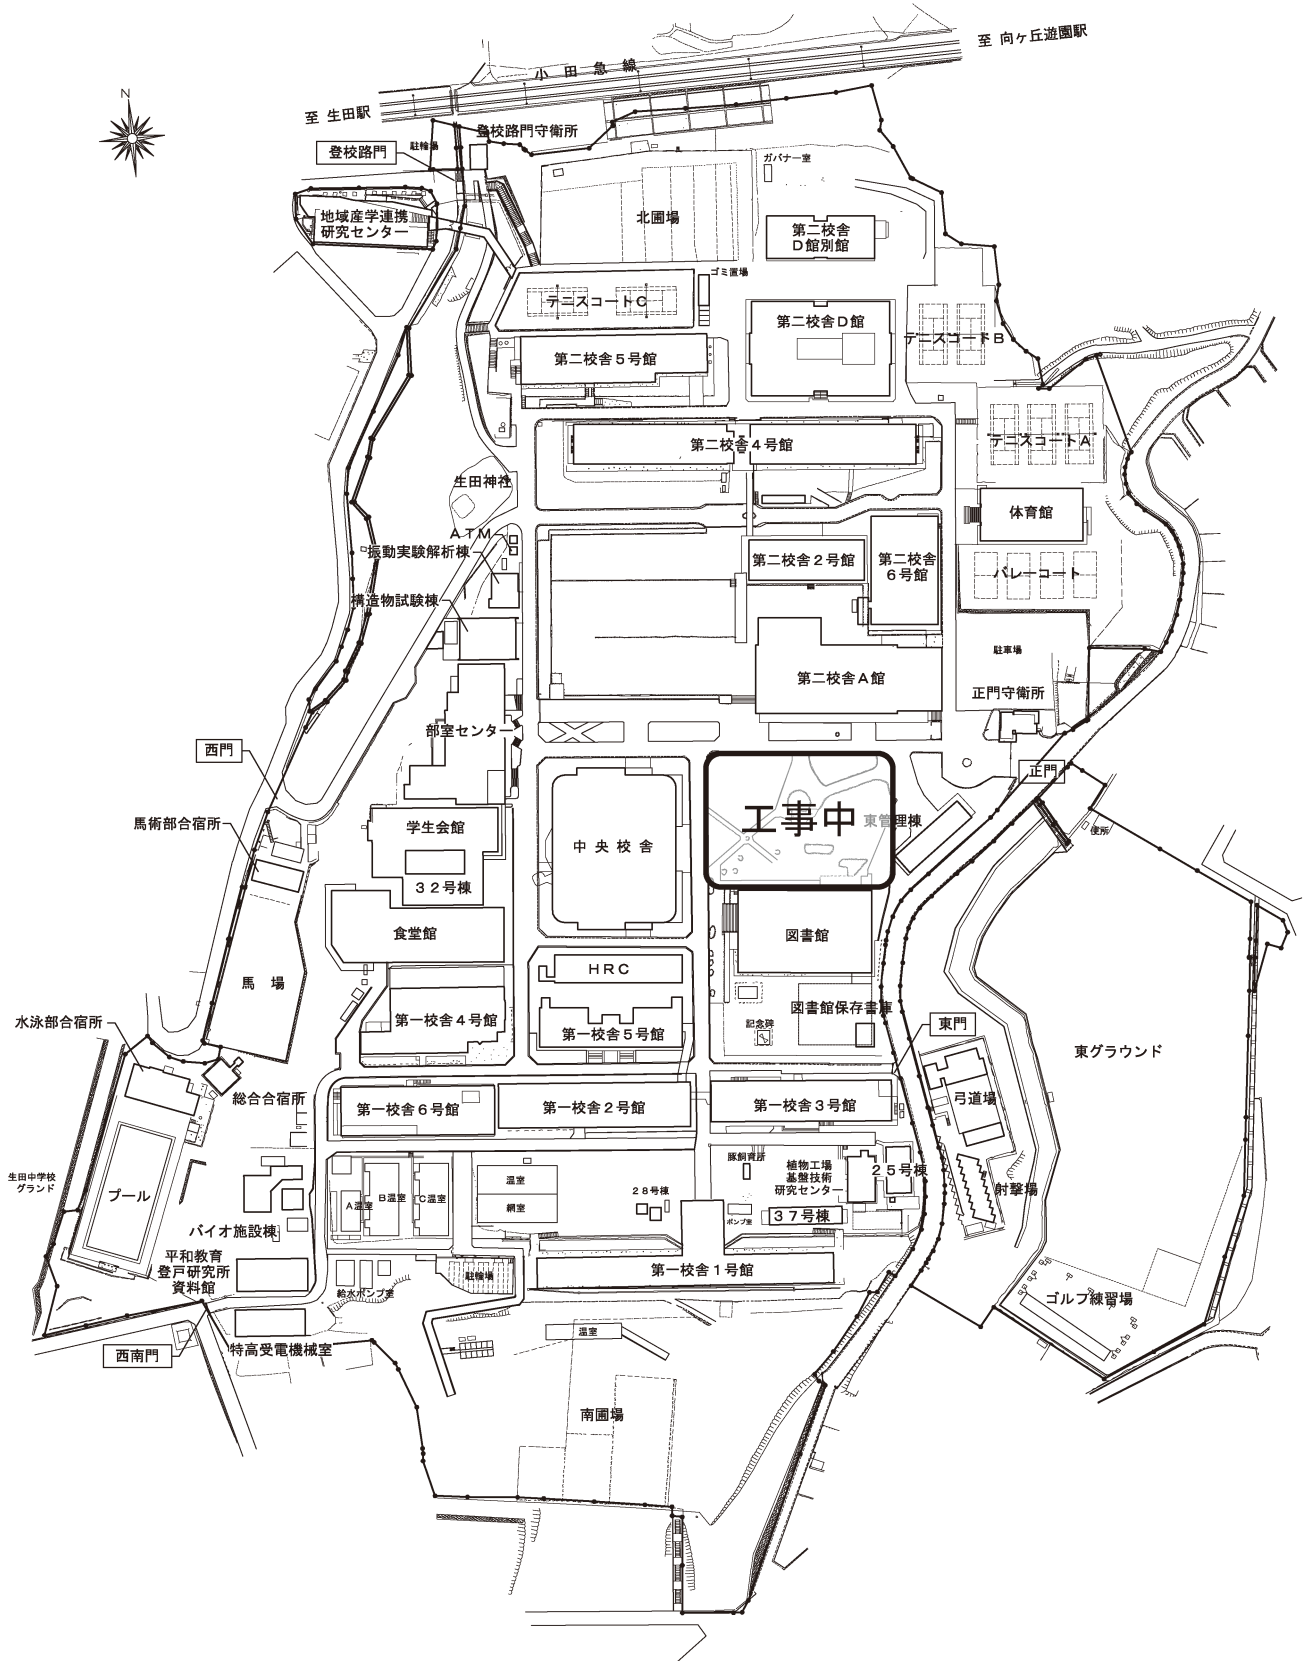 至 向ヶ丘遊園駅
小田急線
N
至 生田駅
登校路門守衛所
駐輪場
登校路門
ガバナー室
地域産学連携
研究センター
北圃場
第二校舎
D館別館
ゴミ置場
テニスコートC
第二校舎D館
テニスコートB
第二校舎5号館
第二校舎4号館
テニスコートA
生田神社
体育館
ATM
振動実験解析棟
第二校舎2号館
第二校舎
6号館
バレーコート
構造物試験棟
駐車場
第二校舎A館
正門守衛所
部室センター
西門
正門
馬術部合宿所
学生会館
工事中
東管理棟
便所
中央校舎
32号棟
食堂館
図書館
HRC
馬 場
図書館保存書庫
水泳部合宿所
第一校舎4号館
記念碑
東門
第一校舎5号館
東グラウンド
総合合宿所
弓道場
第一校舎6号館
第一校舎2号館
第一校舎3号館
豚飼育所
植物工場
基盤技術
研究センター
25号棟
生田中学校
グランド
プール
A温室
B温室
C温室
温室
網室
28号棟
射撃場
ポンプ室
37号棟
バイオ施設棟
平和教育
登戸研究所
資料館
駐輪場
第一校舎1号館
給水ポンプ室
ゴルフ練習場
西南門
特高受電機械室
温室
南圃場